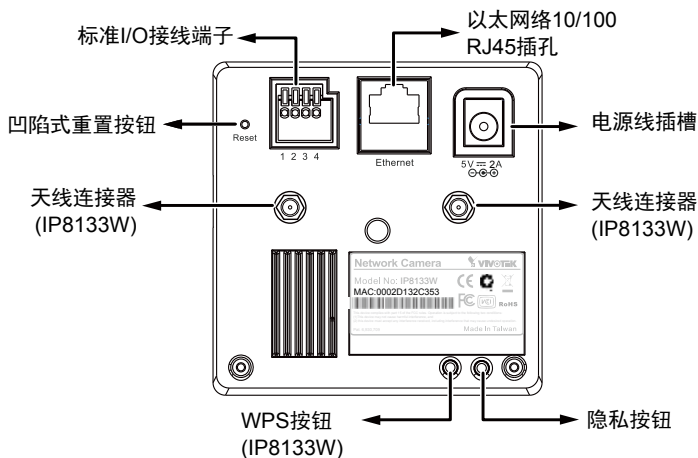 标准I/O接线端子
以太网络10/100
RJ45插孔
凹陷式重置按钮
电源线插槽
Reset
1 2 3 4
Ethernet
5V 2A
天线连接器
(IP8133W)
天线连接器
(IP8133W)
Network Camera
VIVOTEK
Model No: IP8133W
MAC:0002D132C353
CE
FC
VCCI
RoHS
Made In Taiwan
WPS按钮
(IP8133W)
隐私按钮